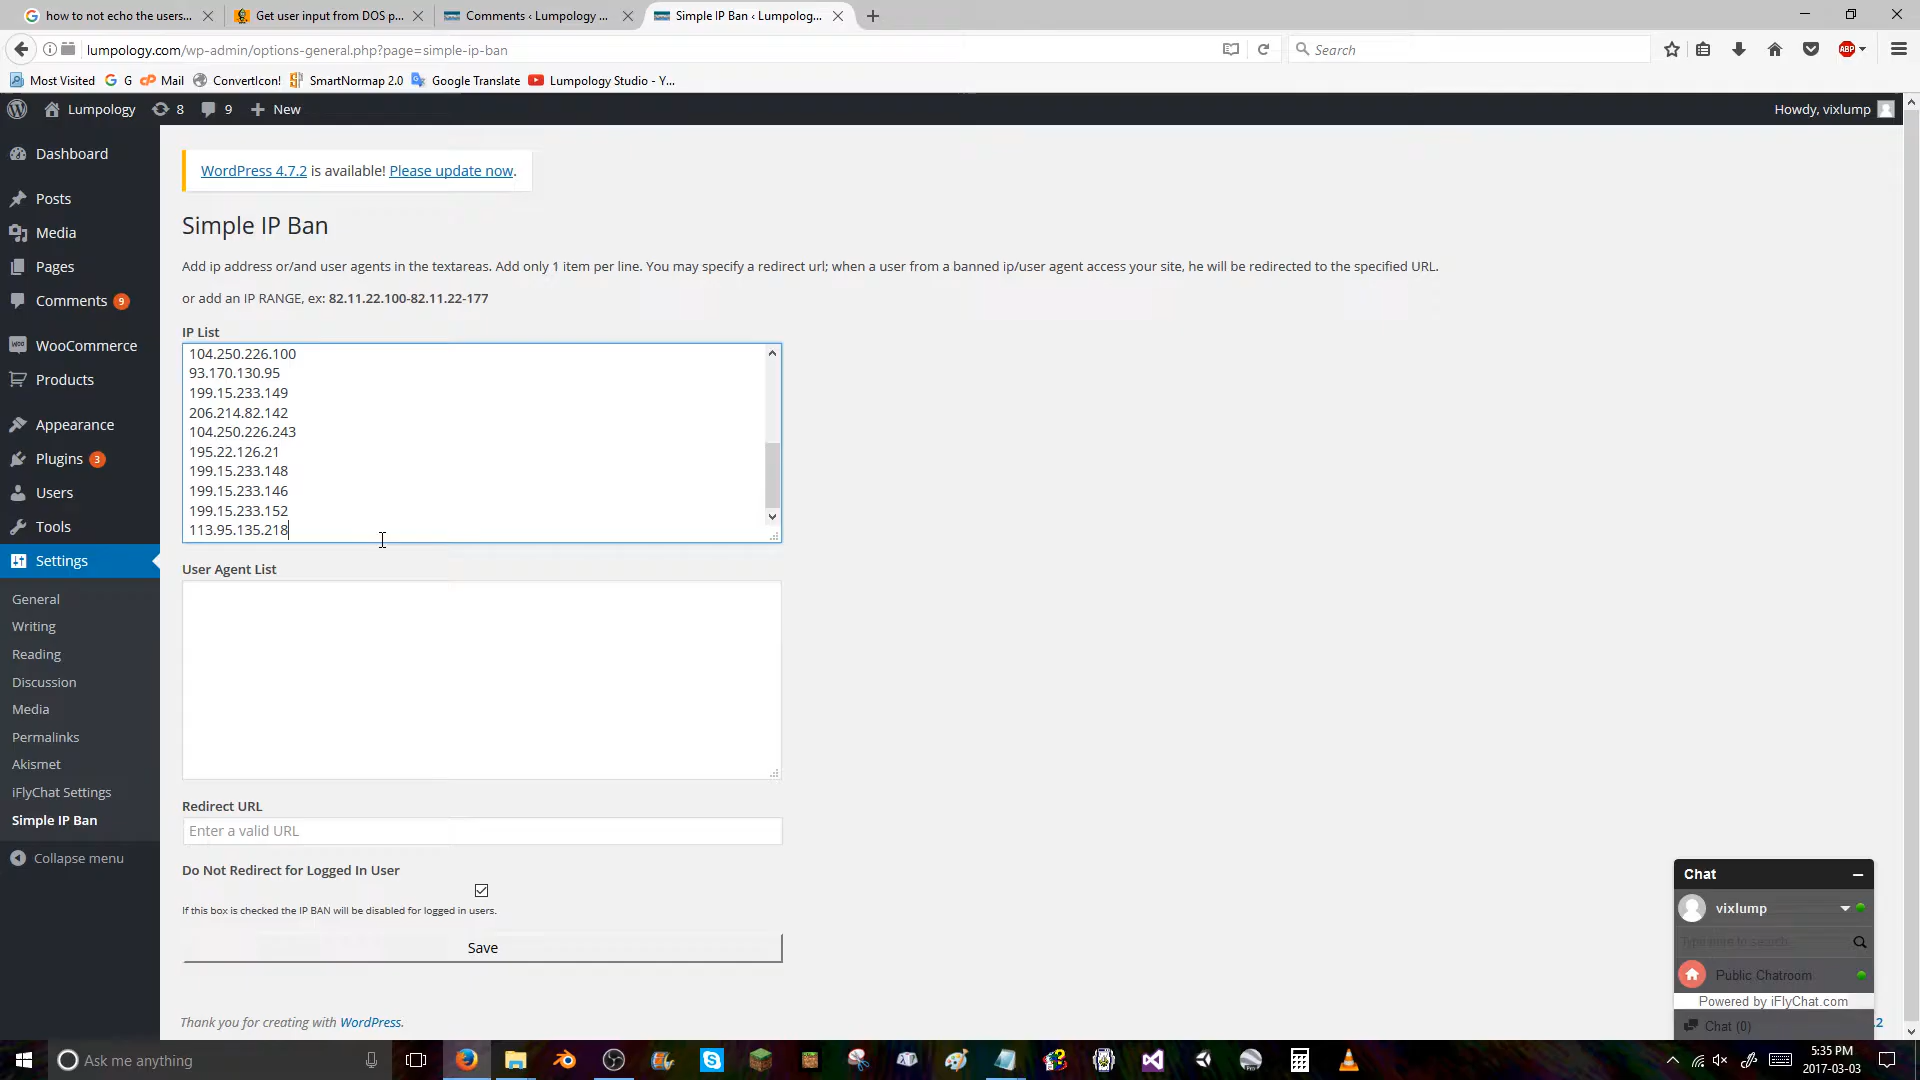 how to not echo the users...
Get user input from DOS p...
Comments ‹ Lumpology ...
Simple IP Ban ‹ Lumpolog...
lumpology.com/wp-admin/options-general.php?page=simple-ip-ban
Search
ABP
Most Visited
G
Mail
ConvertIcon!
SmartNormap 2.0
Google Translate
Lumpology Studio - Y...
Lumpology
8
9
New
Howdy, vixlump
Dashboard
Posts
Media
Pages
Comments 9
WooCommerce
Products
Appearance
Plugins 3
Users
Tools
Settings
General
Writing
Reading
Discussion
Media
Permalinks
Akismet
iFlyChat Settings
Simple IP Ban
Collapse menu
WordPress 4.7.2 is available! Please update now.
Simple IP Ban
Add ip address or/and user agents in the textareas. Add only 1 item per line. You may specify a redirect url; when a user from a banned ip/user agent access your site, he will be redirected to the specified URL.
or add an IP RANGE, ex: 82.11.22.100-82.11.22-177
IP List
104.250.226.100
93.170.130.95
199.15.233.149
206.214.82.142
104.250.226.243
195.22.126.21
199.15.233.148
199.15.233.146
199.15.233.152
113.95.135.218
User Agent List
Redirect URL
Enter a valid URL
Do Not Redirect for Logged In User
If this box is checked the IP BAN will be disabled for logged in users.
Save
Thank you for creating with WordPress.
Chat
vixlump
Type here to search
Public Chatroom
Powered by iFlyChat.com
Chat (0)
Ask me anything
5:35 PM
2017-03-03